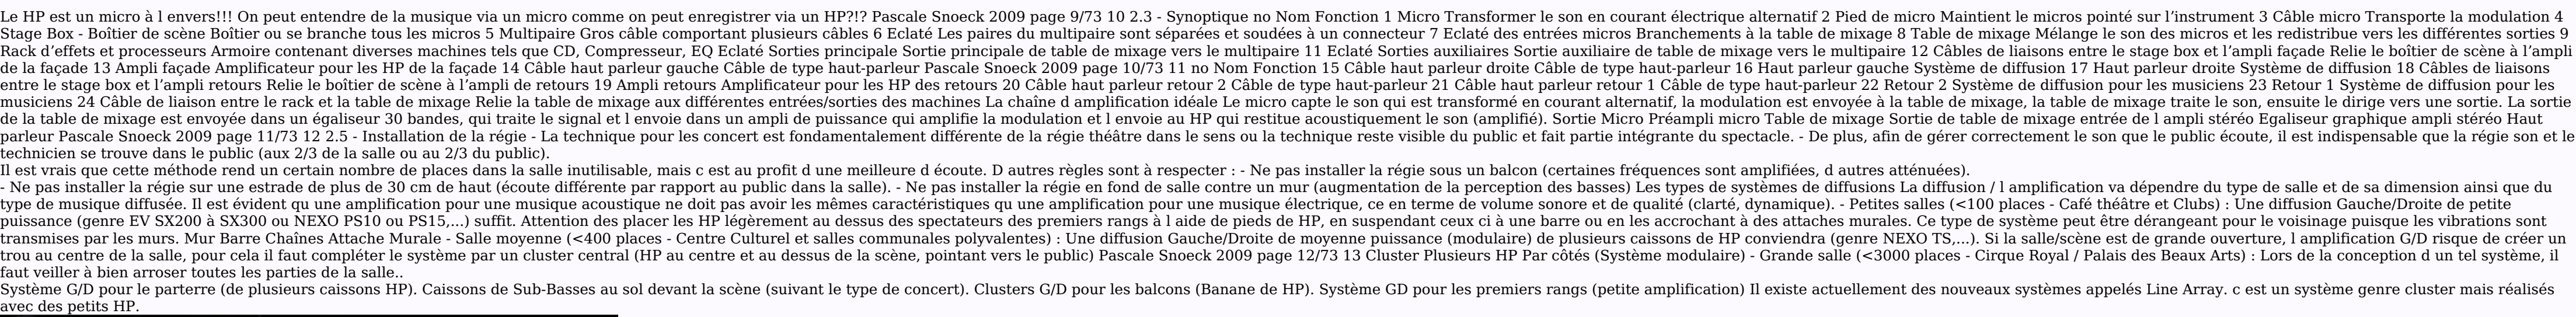 Le HP est un micro à l envers!!! On peut entendre de la musique via un micro comme on peut enregistrer via un HP?!? Pascale Snoeck 2009 page 9/73 10 2.3 - Synoptique no Nom Fonction 1 Micro Transformer le son en courant électrique alternatif 2 Pied de micro Maintient le micros pointé sur l’instrument 3 Câble micro Transporte la modulation 4
Stage Box - Boîtier de scène Boîtier ou se branche tous les micros 5 Multipaire Gros câble comportant plusieurs câbles 6 Eclaté Les paires du multipaire sont séparées et soudées à un connecteur 7 Eclaté des entrées micros Branchements à la table de mixage 8 Table de mixage Mélange le son des micros et les redistribue vers les différentes sorties 9
Rack d’effets et processeurs Armoire contenant diverses machines tels que CD, Compresseur, EQ Eclaté Sorties principale Sortie principale de table de mixage vers le multipaire 11 Eclaté Sorties auxiliaires Sortie auxiliaire de table de mixage vers le multipaire 12 Câbles de liaisons entre le stage box et l’ampli façade Relie le boîtier de scène à l’ampli
de la façade 13 Ampli façade Amplificateur pour les HP de la façade 14 Câble haut parleur gauche Câble de type haut-parleur Pascale Snoeck 2009 page 10/73 11 no Nom Fonction 15 Câble haut parleur droite Câble de type haut-parleur 16 Haut parleur gauche Système de diffusion 17 Haut parleur droite Système de diffusion 18 Câbles de liaisons
entre le stage box et l’ampli retours Relie le boîtier de scène à l’ampli de retours 19 Ampli retours Amplificateur pour les HP des retours 20 Câble haut parleur retour 2 Câble de type haut-parleur 21 Câble haut parleur retour 1 Câble de type haut-parleur 22 Retour 2 Système de diffusion pour les musiciens 23 Retour 1 Système de diffusion pour les
musiciens 24 Câble de liaison entre le rack et la table de mixage Relie la table de mixage aux différentes entrées/sorties des machines La chaîne d amplification idéale Le micro capte le son qui est transformé en courant alternatif, la modulation est envoyée à la table de mixage, la table de mixage traite le son, ensuite le dirige vers une sortie. La sortie
de la table de mixage est envoyée dans un égaliseur 30 bandes, qui traite le signal et l envoie dans un ampli de puissance qui amplifie la modulation et l envoie au HP qui restitue acoustiquement le son (amplifié). Sortie Micro Préampli micro Table de mixage Sortie de table de mixage entrée de l ampli stéréo Egaliseur graphique ampli stéréo Haut
parleur Pascale Snoeck 2009 page 11/73 12 2.5 - Installation de la régie - La technique pour les concert est fondamentalement différente de la régie théâtre dans le sens ou la technique reste visible du public et fait partie intégrante du spectacle. - De plus, afin de gérer correctement le son que le public écoute, il est indispensable que la régie son et le
technicien se trouve dans le public (aux 2/3 de la salle ou au 2/3 du public).
Il est vrai que cette méthode rend un certain nombre de places dans la salle inutilisable, mais c est au profit d une meilleure d écoute. D autres règles sont à respecter : - Ne pas installer la régie sous un balcon (certaines fréquences sont amplifiées, d autres atténuées).
- Ne pas installer la régie sur une estrade de plus de 30 cm de haut (écoute différente par rapport au public dans la salle). - Ne pas installer la régie en fond de salle contre un mur (augmentation de la perception des basses) Les types de systèmes de diffusions La diffusion / l amplification va dépendre du type de salle et de sa dimension ainsi que du
type de musique diffusée. Il est évident qu une amplification pour une musique acoustique ne doit pas avoir les mêmes caractéristiques qu une amplification pour une musique électrique, ce en terme de volume sonore et de qualité (clarté, dynamique). - Petites salles (<100 places - Café théâtre et Clubs) : Une diffusion Gauche/Droite de petite
puissance (genre EV SX200 à SX300 ou NEXO PS10 ou PS15,...) suffit. Attention des placer les HP légèrement au dessus des spectateurs des premiers rangs à l aide de pieds de HP, en suspendant ceux ci à une barre ou en les accrochant à des attaches murales. Ce type de système peut être dérangeant pour le voisinage puisque les vibrations sont
transmises par les murs. Mur Barre Chaînes Attache Murale - Salle moyenne (<400 places - Centre Culturel et salles communales polyvalentes) : Une diffusion Gauche/Droite de moyenne puissance (modulaire) de plusieurs caissons de HP conviendra (genre NEXO TS,...). Si la salle/scène est de grande ouverture, l amplification G/D risque de créer un
trou au centre de la salle, pour cela il faut compléter le système par un cluster central (HP au centre et au dessus de la scène, pointant vers le public) Pascale Snoeck 2009 page 12/73 13 Cluster Plusieurs HP Par côtés (Système modulaire) - Grande salle (<3000 places - Cirque Royal / Palais des Beaux Arts) : Lors de la conception d un tel système, il
faut veiller à bien arroser toutes les parties de la salle..
Système G/D pour le parterre (de plusieurs caissons HP). Caissons de Sub-Basses au sol devant la scène (suivant le type de concert). Clusters G/D pour les balcons (Banane de HP). Système GD pour les premiers rangs (petite amplification) Il existe actuellement des nouveaux systèmes appelés Line Array. c est un système genre cluster mais réalisés
avec des petits HP.